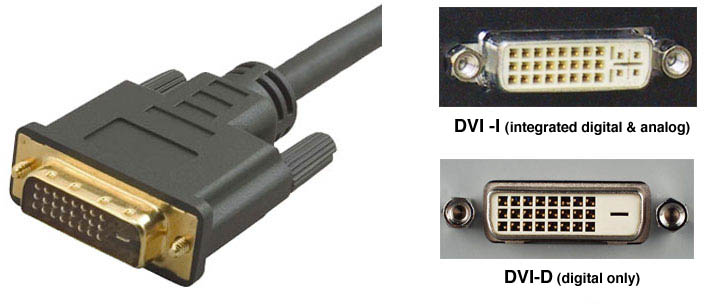 DVI -I (integrated digital & analog)
DVI-D (digital only)